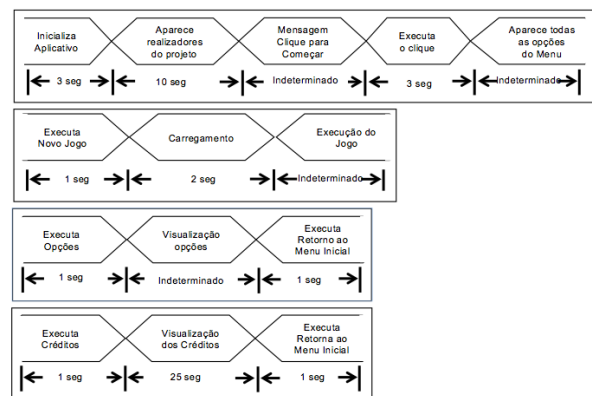 Inicializa
Aplicativo
Aparece
realizadores
do projeto
Mensagem
Clique para
Começar
Executa
o clique
Aparece todas
as opções
do Menu
3 seg
10 seg
Indeterminado
3 seg
Indeterminado
Executa
Novo Jogo
Carregamento
Execução do
Jogo
1 seg
2 seg
Indeterminado
Executa
Opções
Visualização
opções
Executa
Retorno ao
Menu Inicial
1 seg
Indeterminado
1 seg
Executa
Créditos
Visualização
dos Créditos
Executa
Retorna ao
Menu Inicial
1 seg
25 seg
1 seg